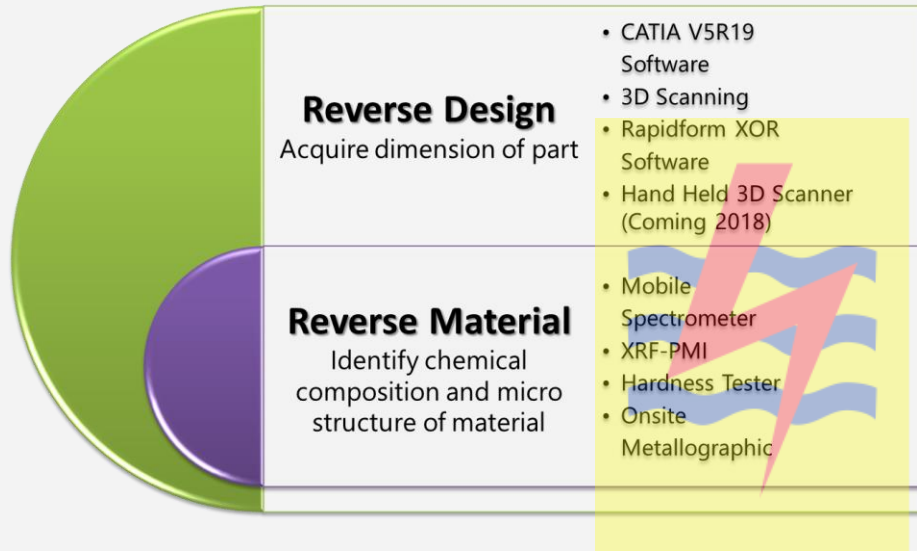 Reverse Design
Acquire dimension of part
• CATIA V5R19
Software
• 3D Scanning
• Rapidform XOR
Software
• Hand Held 3D Scanner
(Coming 2018)
Reverse Material
Identify chemical
composition and micro
structure of material
• Mobile
Spectrometer
• XRF-PMI
• Hardness Tester
• Onsite
Metallographic